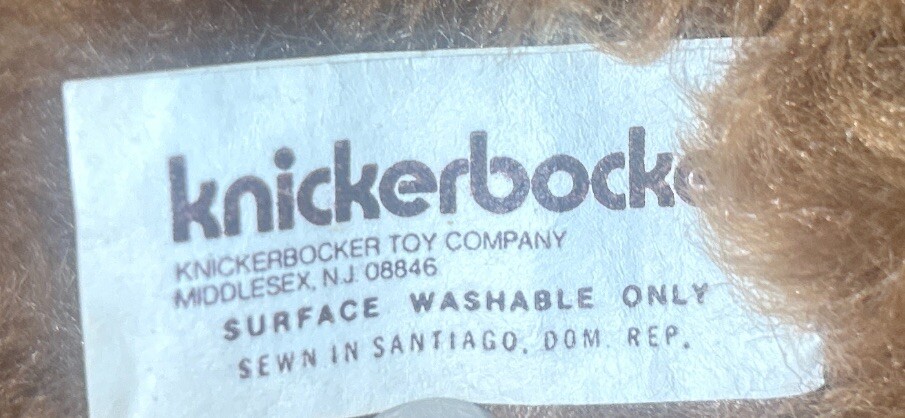 knickerbocke
KNICKERBOCKER TOY COMPANY
MIDDLESEX, N.J. 08846
SURFACE WASHABLE ONLY
SEWN IN SANTIAGO, DOM. REP.